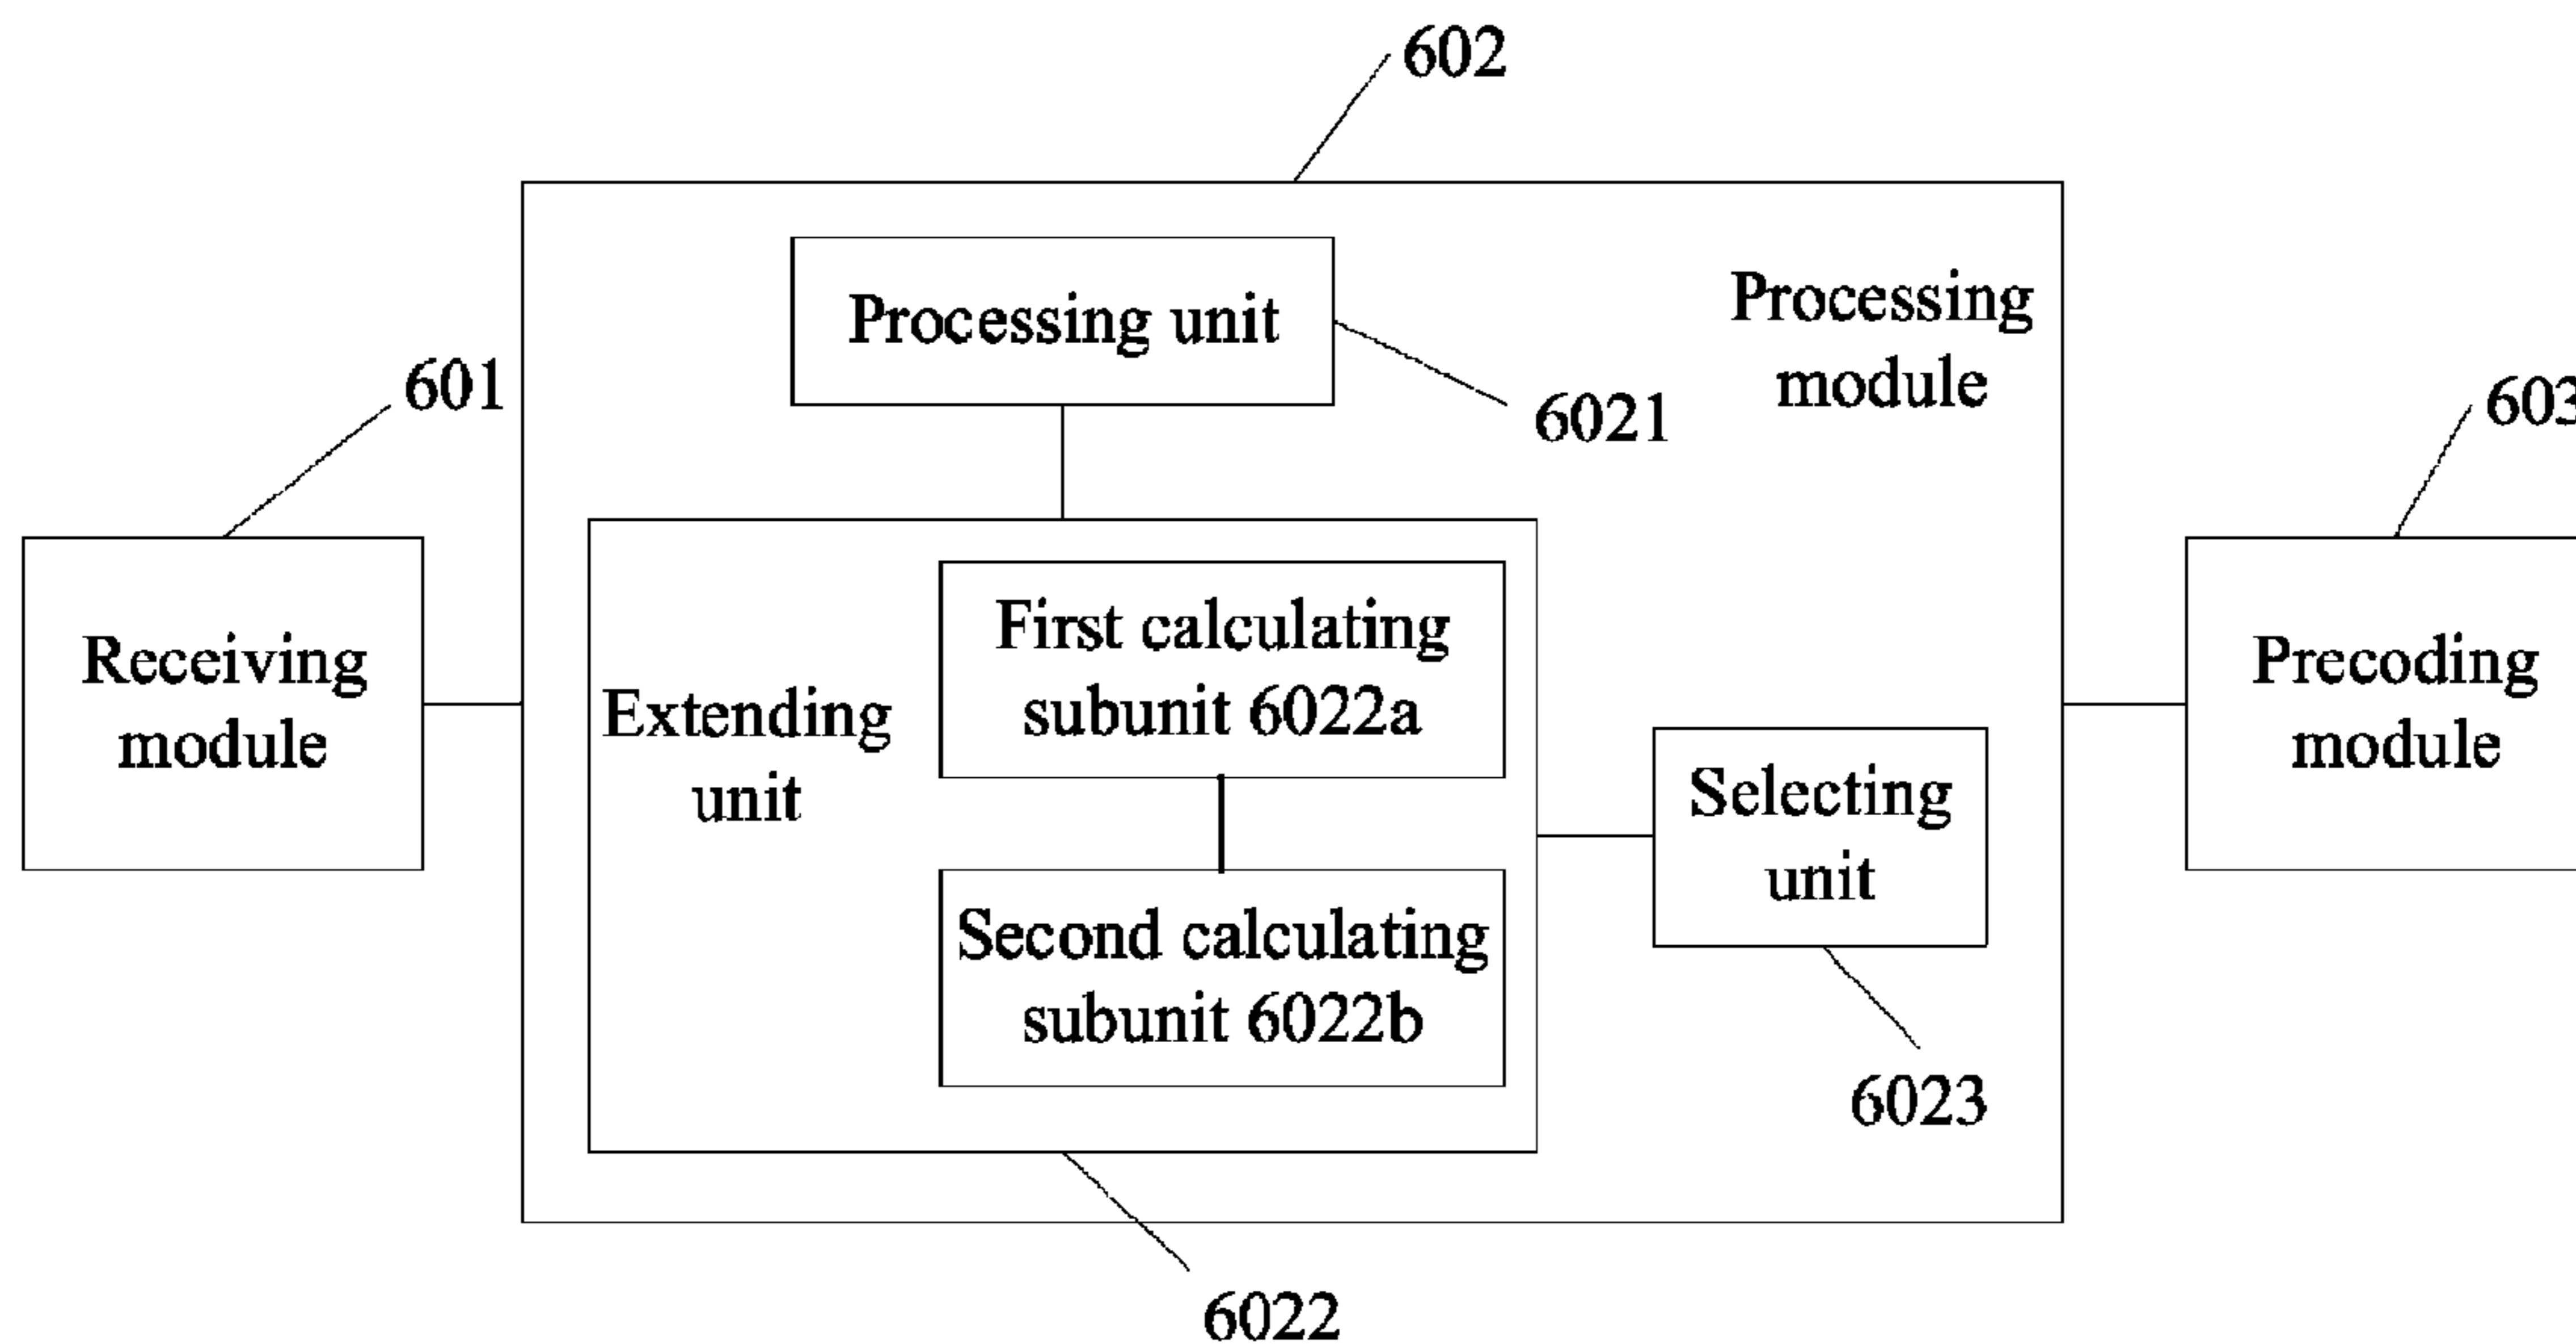 602
Processing unit
Processing
module
601
6021
603
Receiving
module
Extending
unit
First calculating
subunit 6022a
Second calculating
subunit 6022b
Selecting
unit
Precoding
module
6023
6022